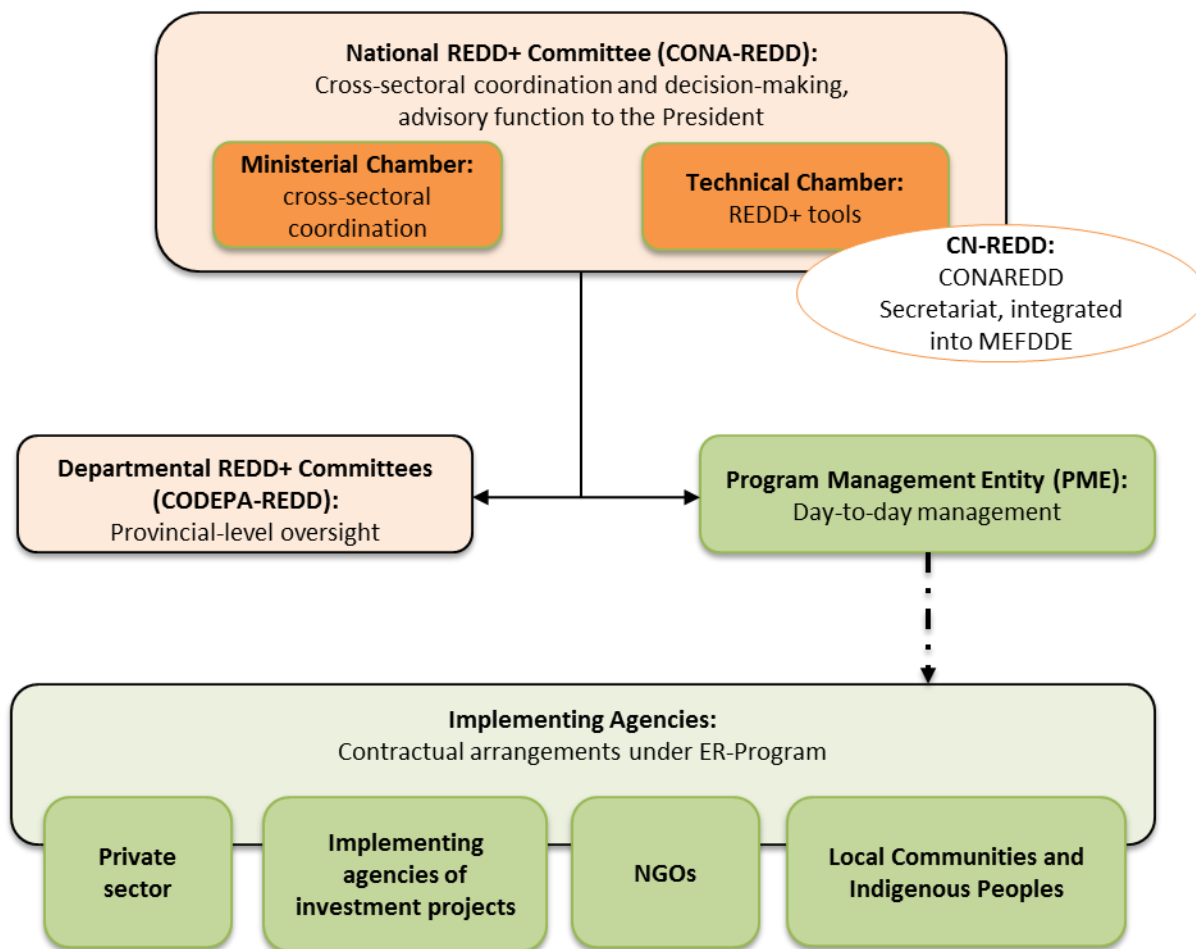 National REDD+ Committee (CONA-REDD):
Cross-sectoral coordination and decision-making,
advisory function to the President
Ministerial Chamber:
cross-sectoral
coordination
Technical Chamber:
REDD+ tools
CN-REDD:
CONAREDD
Secretariat, integrated
into MEFDDE
Departmental REDD+ Committees
(CODEPA-REDD):
Provincial-level oversight
Program Management Entity (PME):
Day-to-day management
Implementing Agencies:
Contractual arrangements under ER-Program
Private
sector
Implementing
agencies of
investment projects
NGOs
Local Communities and
Indigenous Peoples